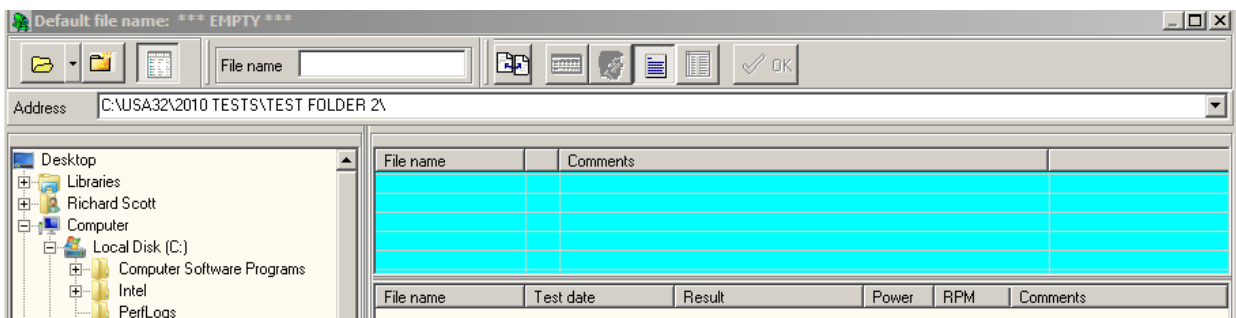 Default file name: *** EMPTY ***
File name
OK
Address C:\USA32\2010 TESTS\TEST FOLDER 2\
Desktop
Libraries
Richard Scott
Computer
Local Disk (C:)
Computer Software Programs
Intel
PerfLogs
File name Comments
File name Test date Result Power RPM Comments